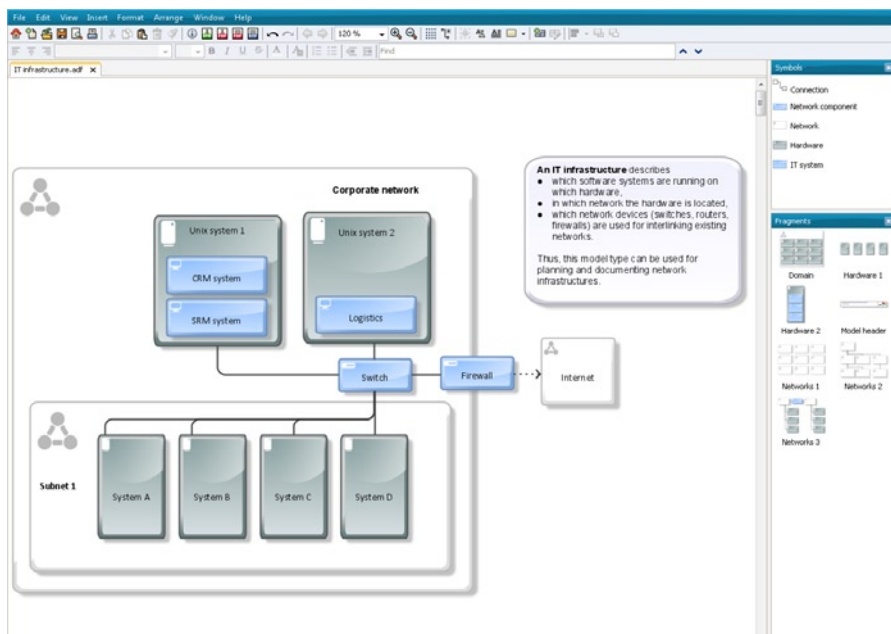 File Edit View Insert Format Arrange Window Help
120 %
B I U S A
Find
IT infrastructure.adf
Symbols
Connection
Network component
Network
Hardware
IT system
Corporate network
Unix system 1
Unix system 2
CRM system
SRM system
Logistics
Switch
Firewall
Internet
Subnet 1
System A
System B
System C
System D
An IT infrastructure describes
● which software systems are running on
which hardware,
● in which network the hardware is located,
● which network devices (switches, routers,
firewalls) are used for interlinking existing
networks.
Thus, this model type can be used for
planning and documenting network
infrastructures.
Fragments
Domain
Hardware 1
Hardware 2
Model header
Networks 1
Networks 2
Networks 3